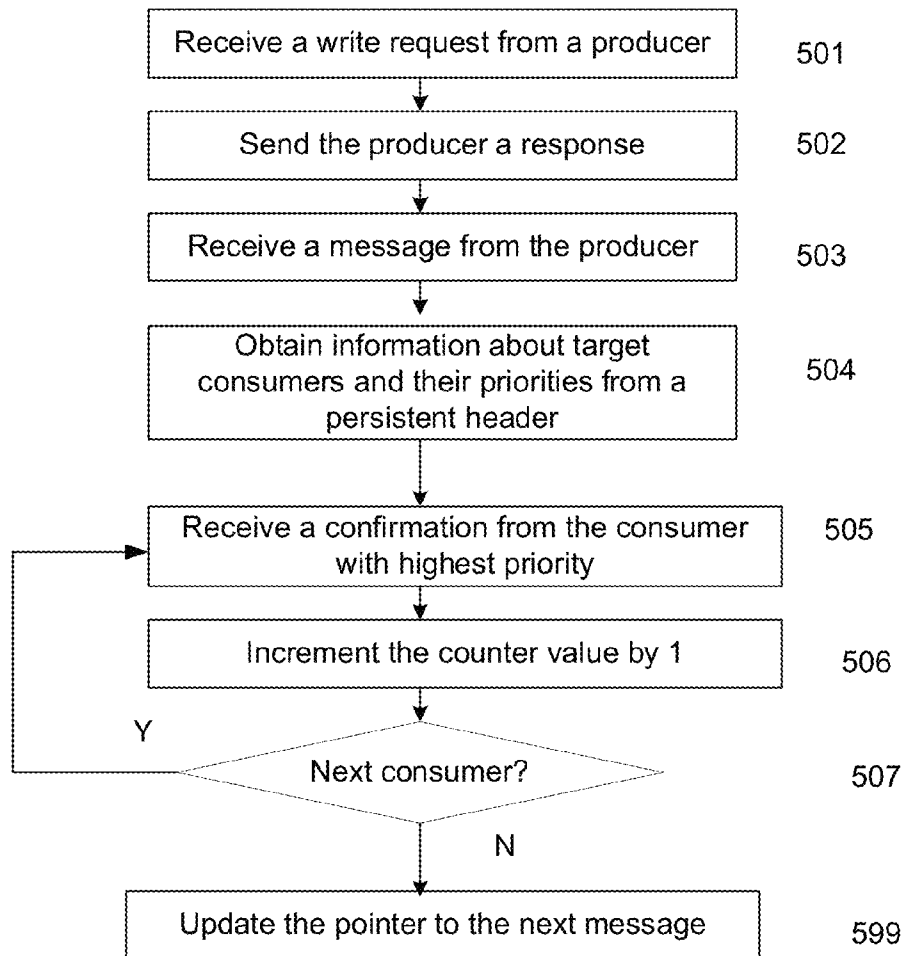 Receive a write request from a producer
501
Send the producer a response
502
Receive a message from the producer
503
Obtain information about target
consumers and their priorities from a
persistent header
504
Receive a confirmation from the consumer
with highest priority
505
Increment the counter value by 1
506
Y
Next consumer?
507
N
Update the pointer to the next message
599